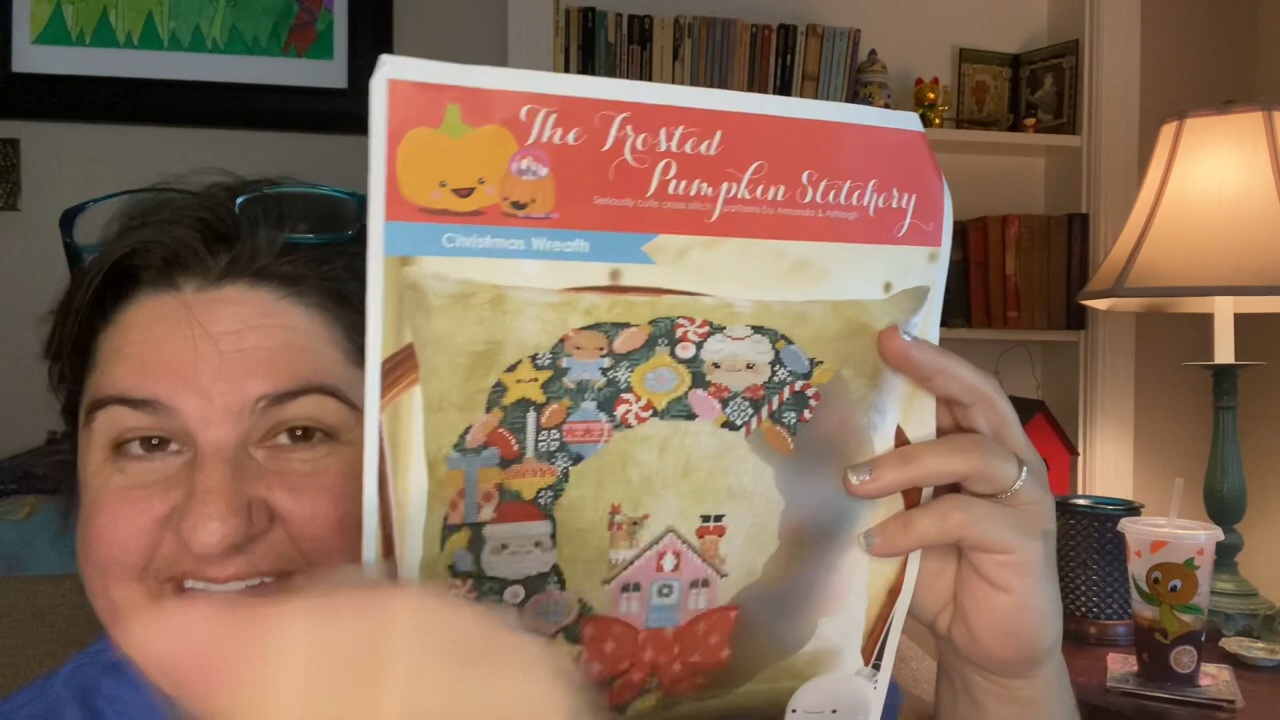 The Frosted
Pumpkin Stitchery
Seriously cute cross stitch patterns by Amanda & Ashleigh
Christmas Wreath